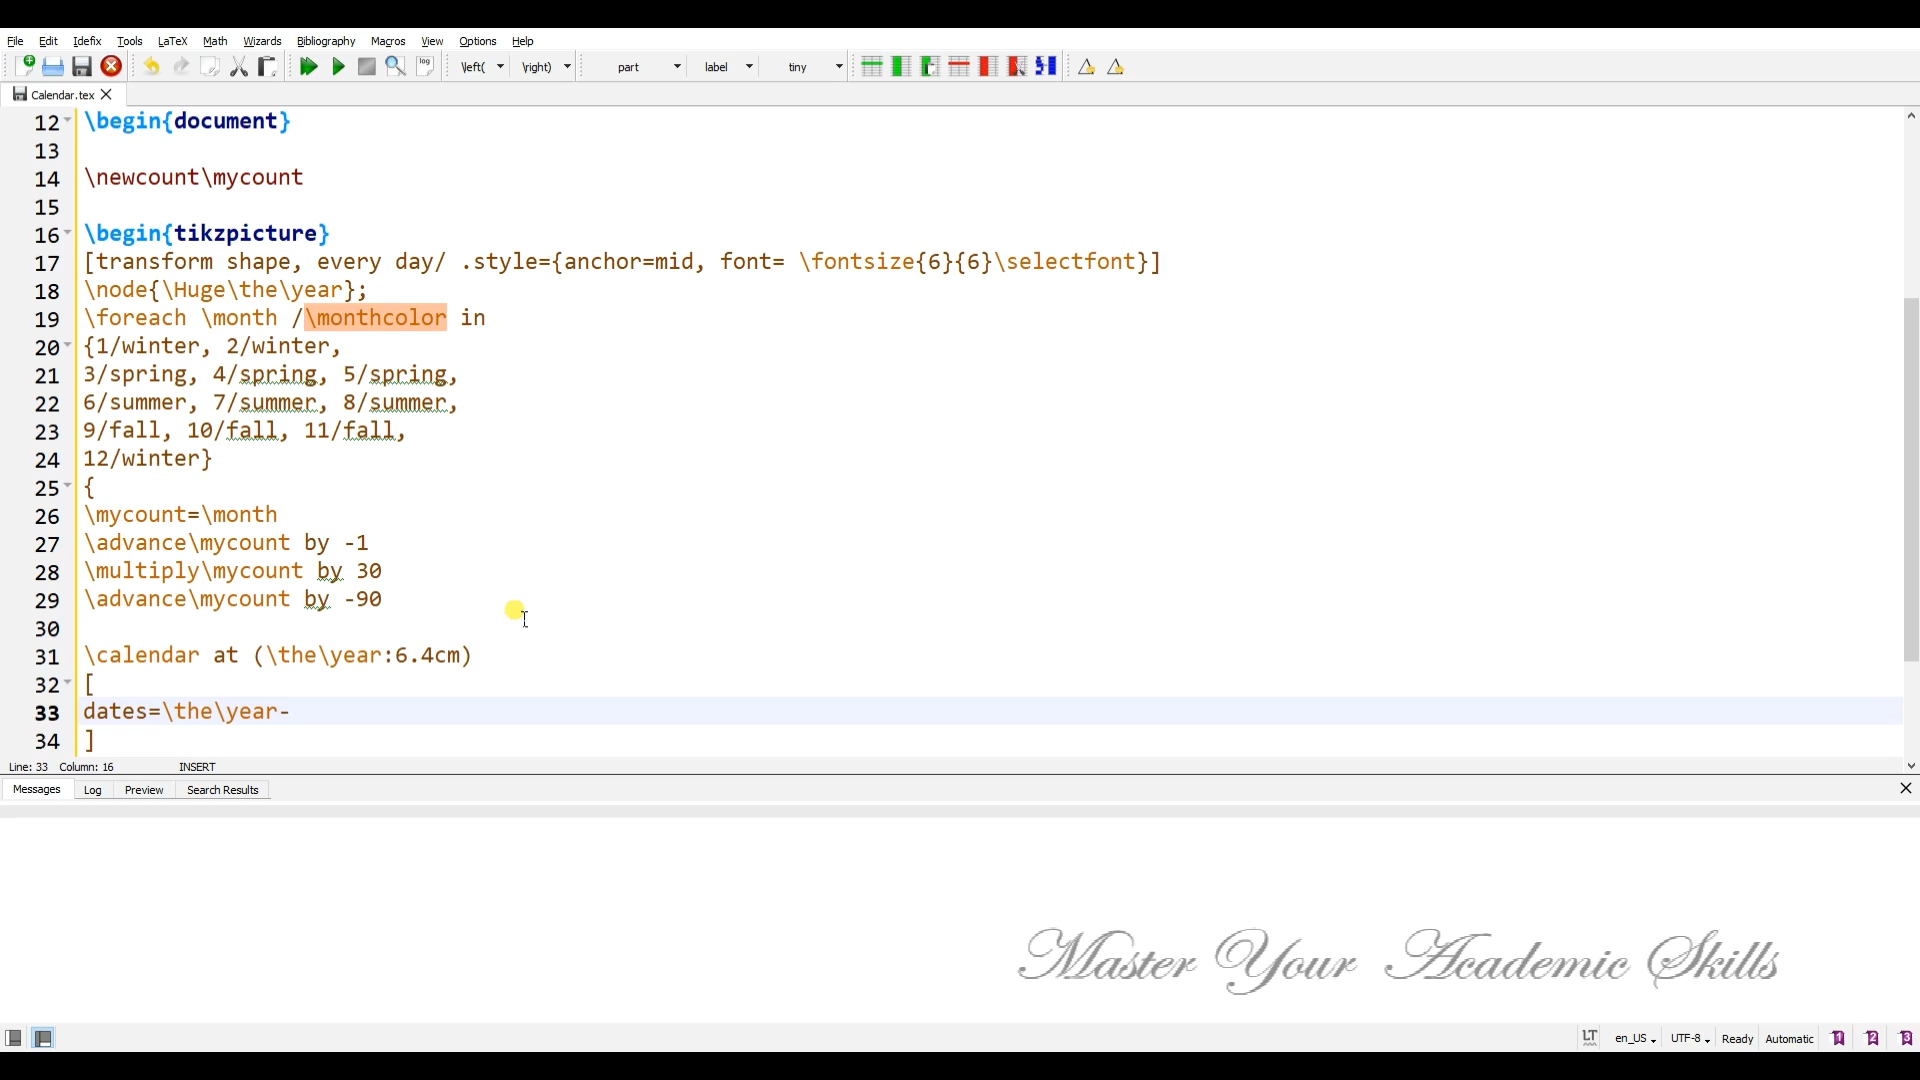 File Edit Idefix Tools LaTeX Math Wizards Bibliography Macros View Options Help
log \left( \right) part label tiny
Calendar.tex
12 \begin{document}
13
14 \newcount\mycount
15
16 \begin{tikzpicture}
17 [transform shape, every day/ .style={anchor=mid, font= \fontsize{6}{6}\selectfont}]
18 \node{\Huge\the\year};
19 \foreach \month /\monthcolor in
20 {1/winter, 2/winter,
21 3/spring, 4/spring, 5/spring,
22 6/summer, 7/summer, 8/summer,
23 9/fall, 10/fall, 11/fall,
24 12/winter}
25 {
26 \mycount=\month
27 \advance\mycount by -1
28 \multiply\mycount by 30
29 \advance\mycount by -90
30
31 \calendar at (\the\year:6.4cm)
32 [
33 dates=\the\year-
34 ]
Line: 33 Column: 16 INSERT
Messages Log Preview Search Results
Master Your Academic Skills
LT en_US UTF-8 Ready Automatic 1 2 3